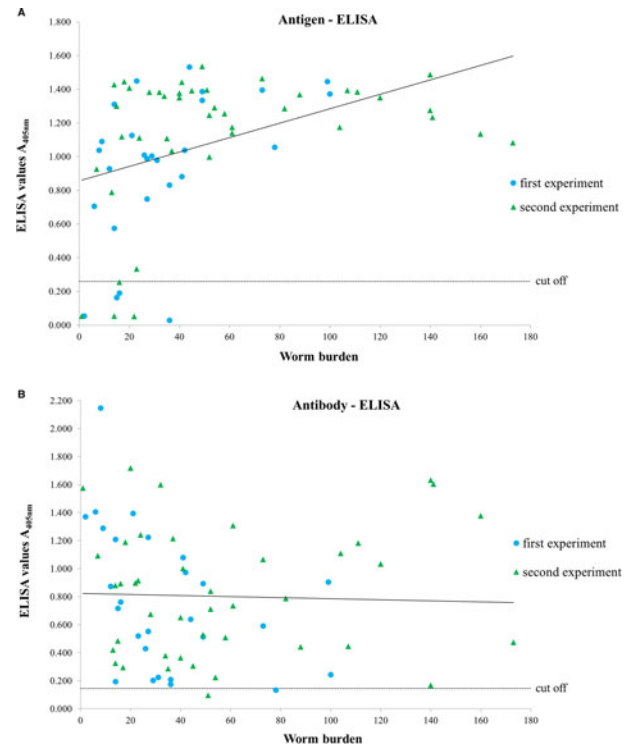 A
Antigen - ELISA
ELISA values A405nm
1.800
1.600
1.400
1.200
1.000
0.800
0.600
0.400
0.200
0.000
first experiment
second experiment
cut off
0 20 40 60 80 100 120 140 160 180
Worm burden
B
Antibody - ELISA
ELISA values A405nm
2.200
2.000
1.800
1.600
1.400
1.200
1.000
0.800
0.600
0.400
0.200
0.000
first experiment
second experiment
cut off
0 20 40 60 80 100 120 140 160 180
Worm burden